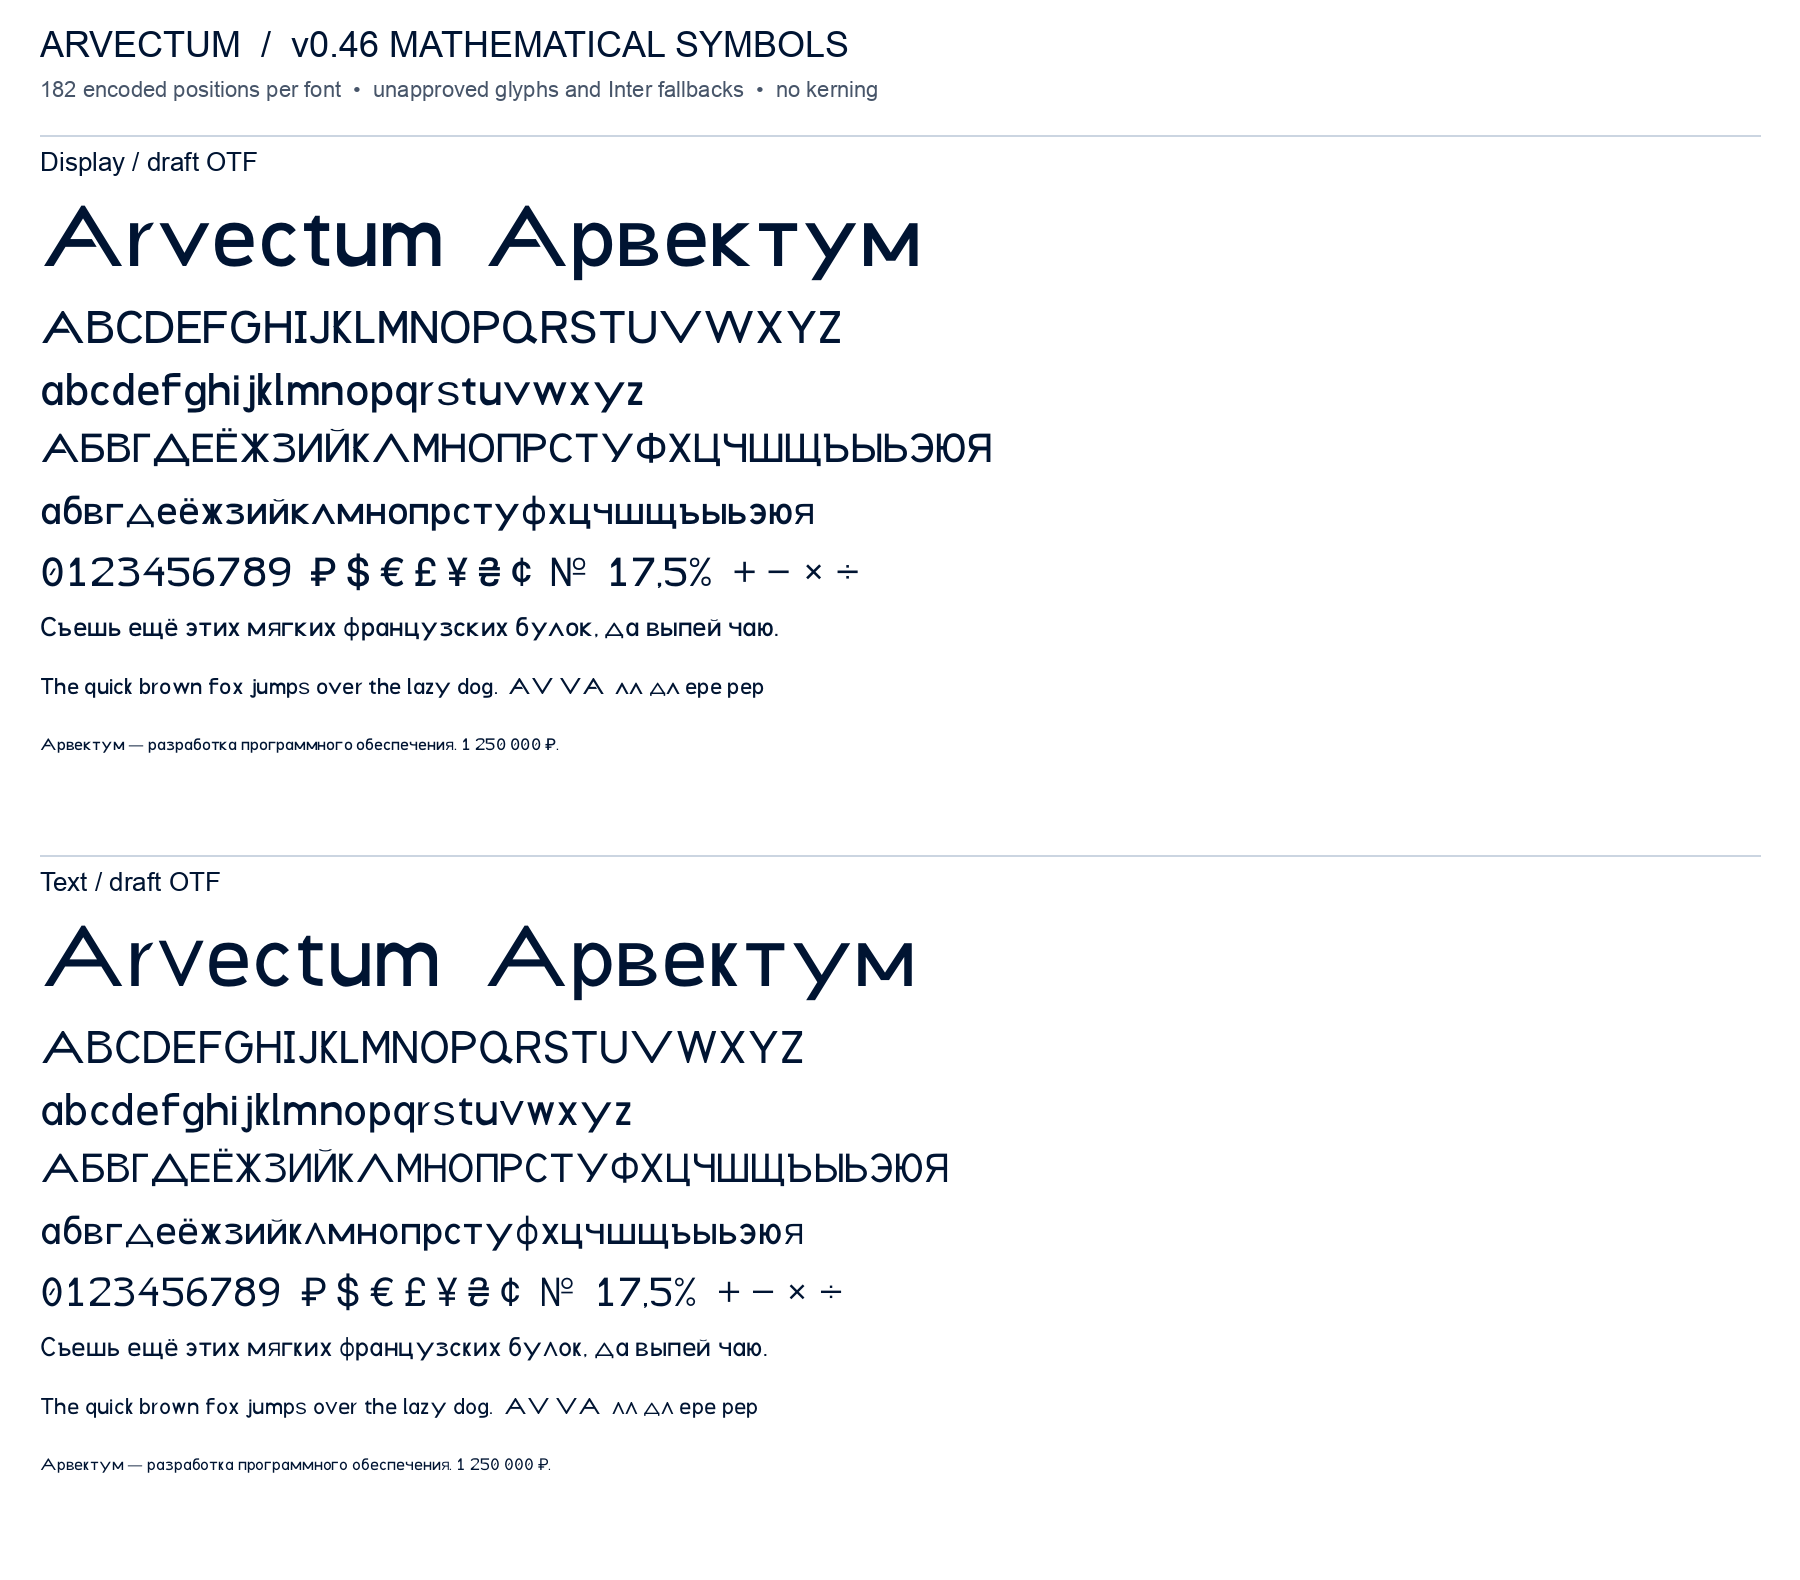 ARVECTUM / v0.46 MATHEMATICAL SYMBOLS
182 encoded positions per font • unapproved glyphs and Inter fallbacks • no kerning
Display / draft OTF
Arvectum Арвектум
ABCDEFGHIJKLMNOPQRSTUVWXYZ
abcdefghijklmnopqrstuvwxyz
АБВГДЕЁЖЗИЙКЛМНОПРСТУФХЦЧШЩЪЫЬЭЮЯ
абвгдеёжзийклмнопрстуфхцчшщъыьэюя
0123456789 ₽ $ € £ ¥ ₴ ¢ № 17,5% + − × ÷
Съешь ещё этих мягких французских булок, да выпей чаю.
The quick brown fox jumps over the lazy dog. AV VA лл дл ере рер
Арвектум — разработка программного обеспечения. 1 250 000 ₽.
Text / draft OTF
Arvectum Арвектум
ABCDEFGHIJKLMNOPQRSTUVWXYZ
abcdefghijklmnopqrstuvwxyz
АБВГДЕЁЖЗИЙКЛМНОПРСТУФХЦЧШЩЪЫЬЭЮЯ
абвгдеёжзийклмнопрстуфхцчшщъыьэюя
0123456789 ₽ $ € £ ¥ ₴ ¢ № 17,5% + − × ÷
Съешь ещё этих мягких французских булок, да выпей чаю.
The quick brown fox jumps over the lazy dog. AV VA лл дл ере рер
Арвектум — разработка программного обеспечения. 1 250 000 ₽.